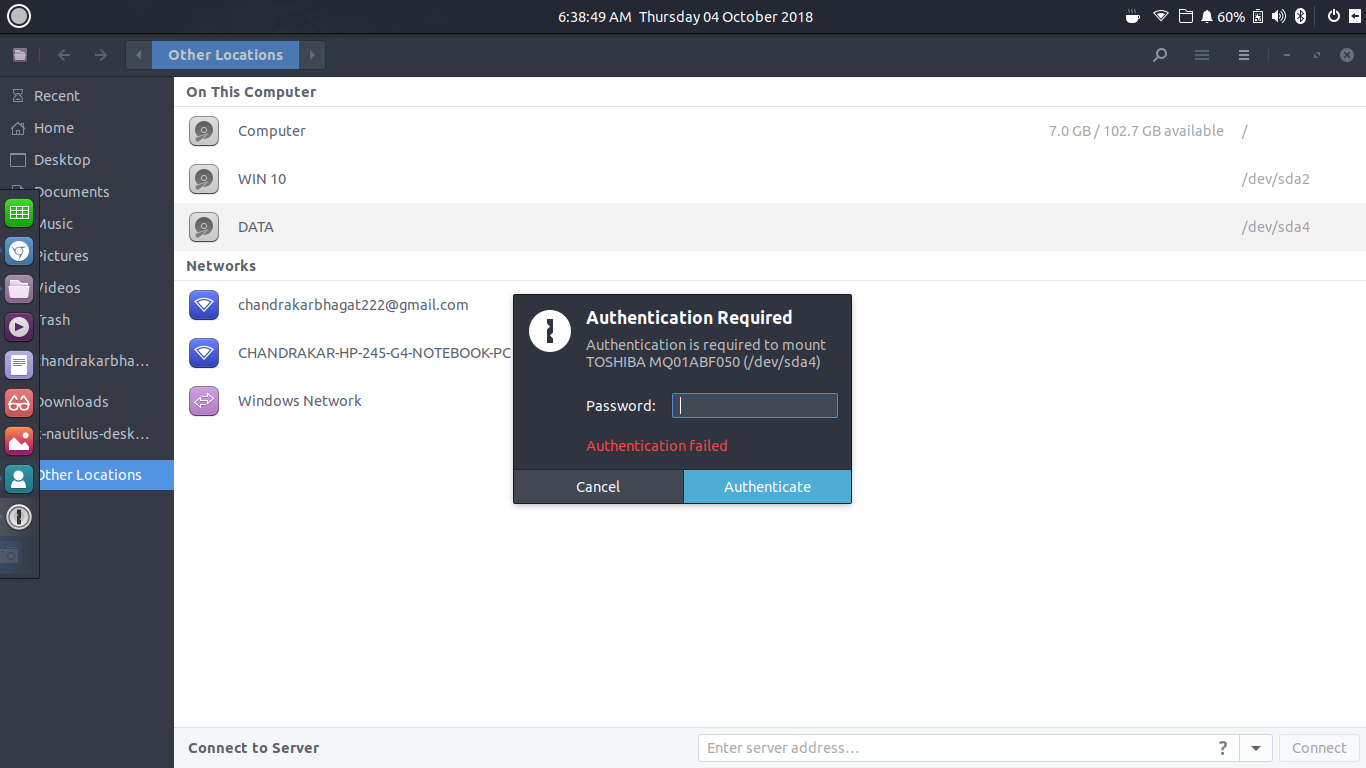 6:38:49 AM Thursday 04 October 2018
60%
Other Locations
Recent
Home
Desktop
Documents
Music
Pictures
Videos
Trash
chandrakarbha…
Downloads
x-nautilus-desk…
Other Locations
On This Computer
Computer 7.0 GB / 102.7 GB available /
WIN 10 /dev/sda2
DATA /dev/sda4
Networks
chandrakarbhagat222@gmail.com
CHANDRAKAR-HP-245-G4-NOTEBOOK-PC
Windows Network
Authentication Required
Authentication is required to mount
TOSHIBA MQ01ABF050 (/dev/sda4)
Password:
Authentication failed
Cancel Authenticate
Connect to Server Enter server address… ? Connect